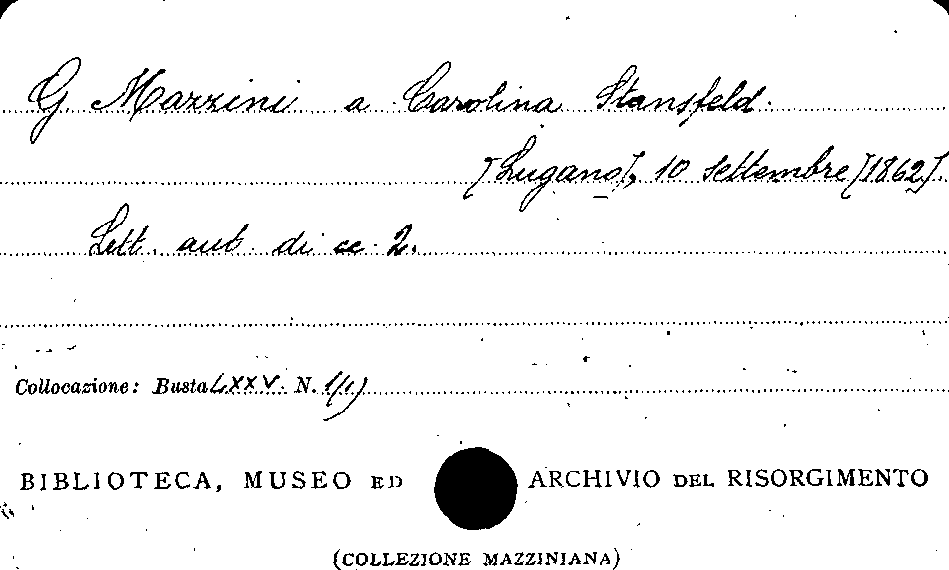 G Mazzini a Carolina Stansfeld.
[Lugano], 10 settembre [1862].
Lett. aut. di cc. 2.
Collocazione: Busta LXXV. N. 1/1)
BIBLIOTECA, MUSEO ED ARCHIVIO DEL RISORGIMENTO
(COLLEZIONE MAZZINIANA)